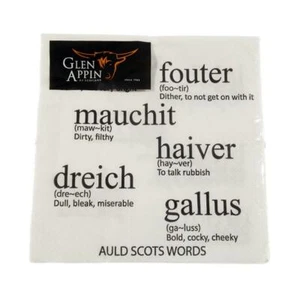 GLEN
APPIN
OF SCOTLAND
fouter
(foo~tir)
Dither, to not get on with it
mauchit
(maw~kit)
Dirty, filthy
haiver
(hay~ver)
To talk rubbish
dreich
(dre~ech)
Dull, bleak, miserable
gallus
(ga~luss)
Bold, cocky, cheeky
AULD SCOTS WORDS